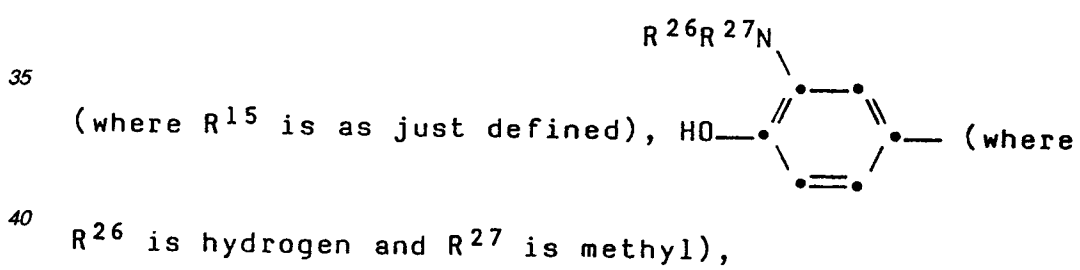 R²⁶R²⁷N
35
(where R¹⁵ is as just defined), HO (where
40
R²⁶ is hydrogen and R²⁷ is methyl),